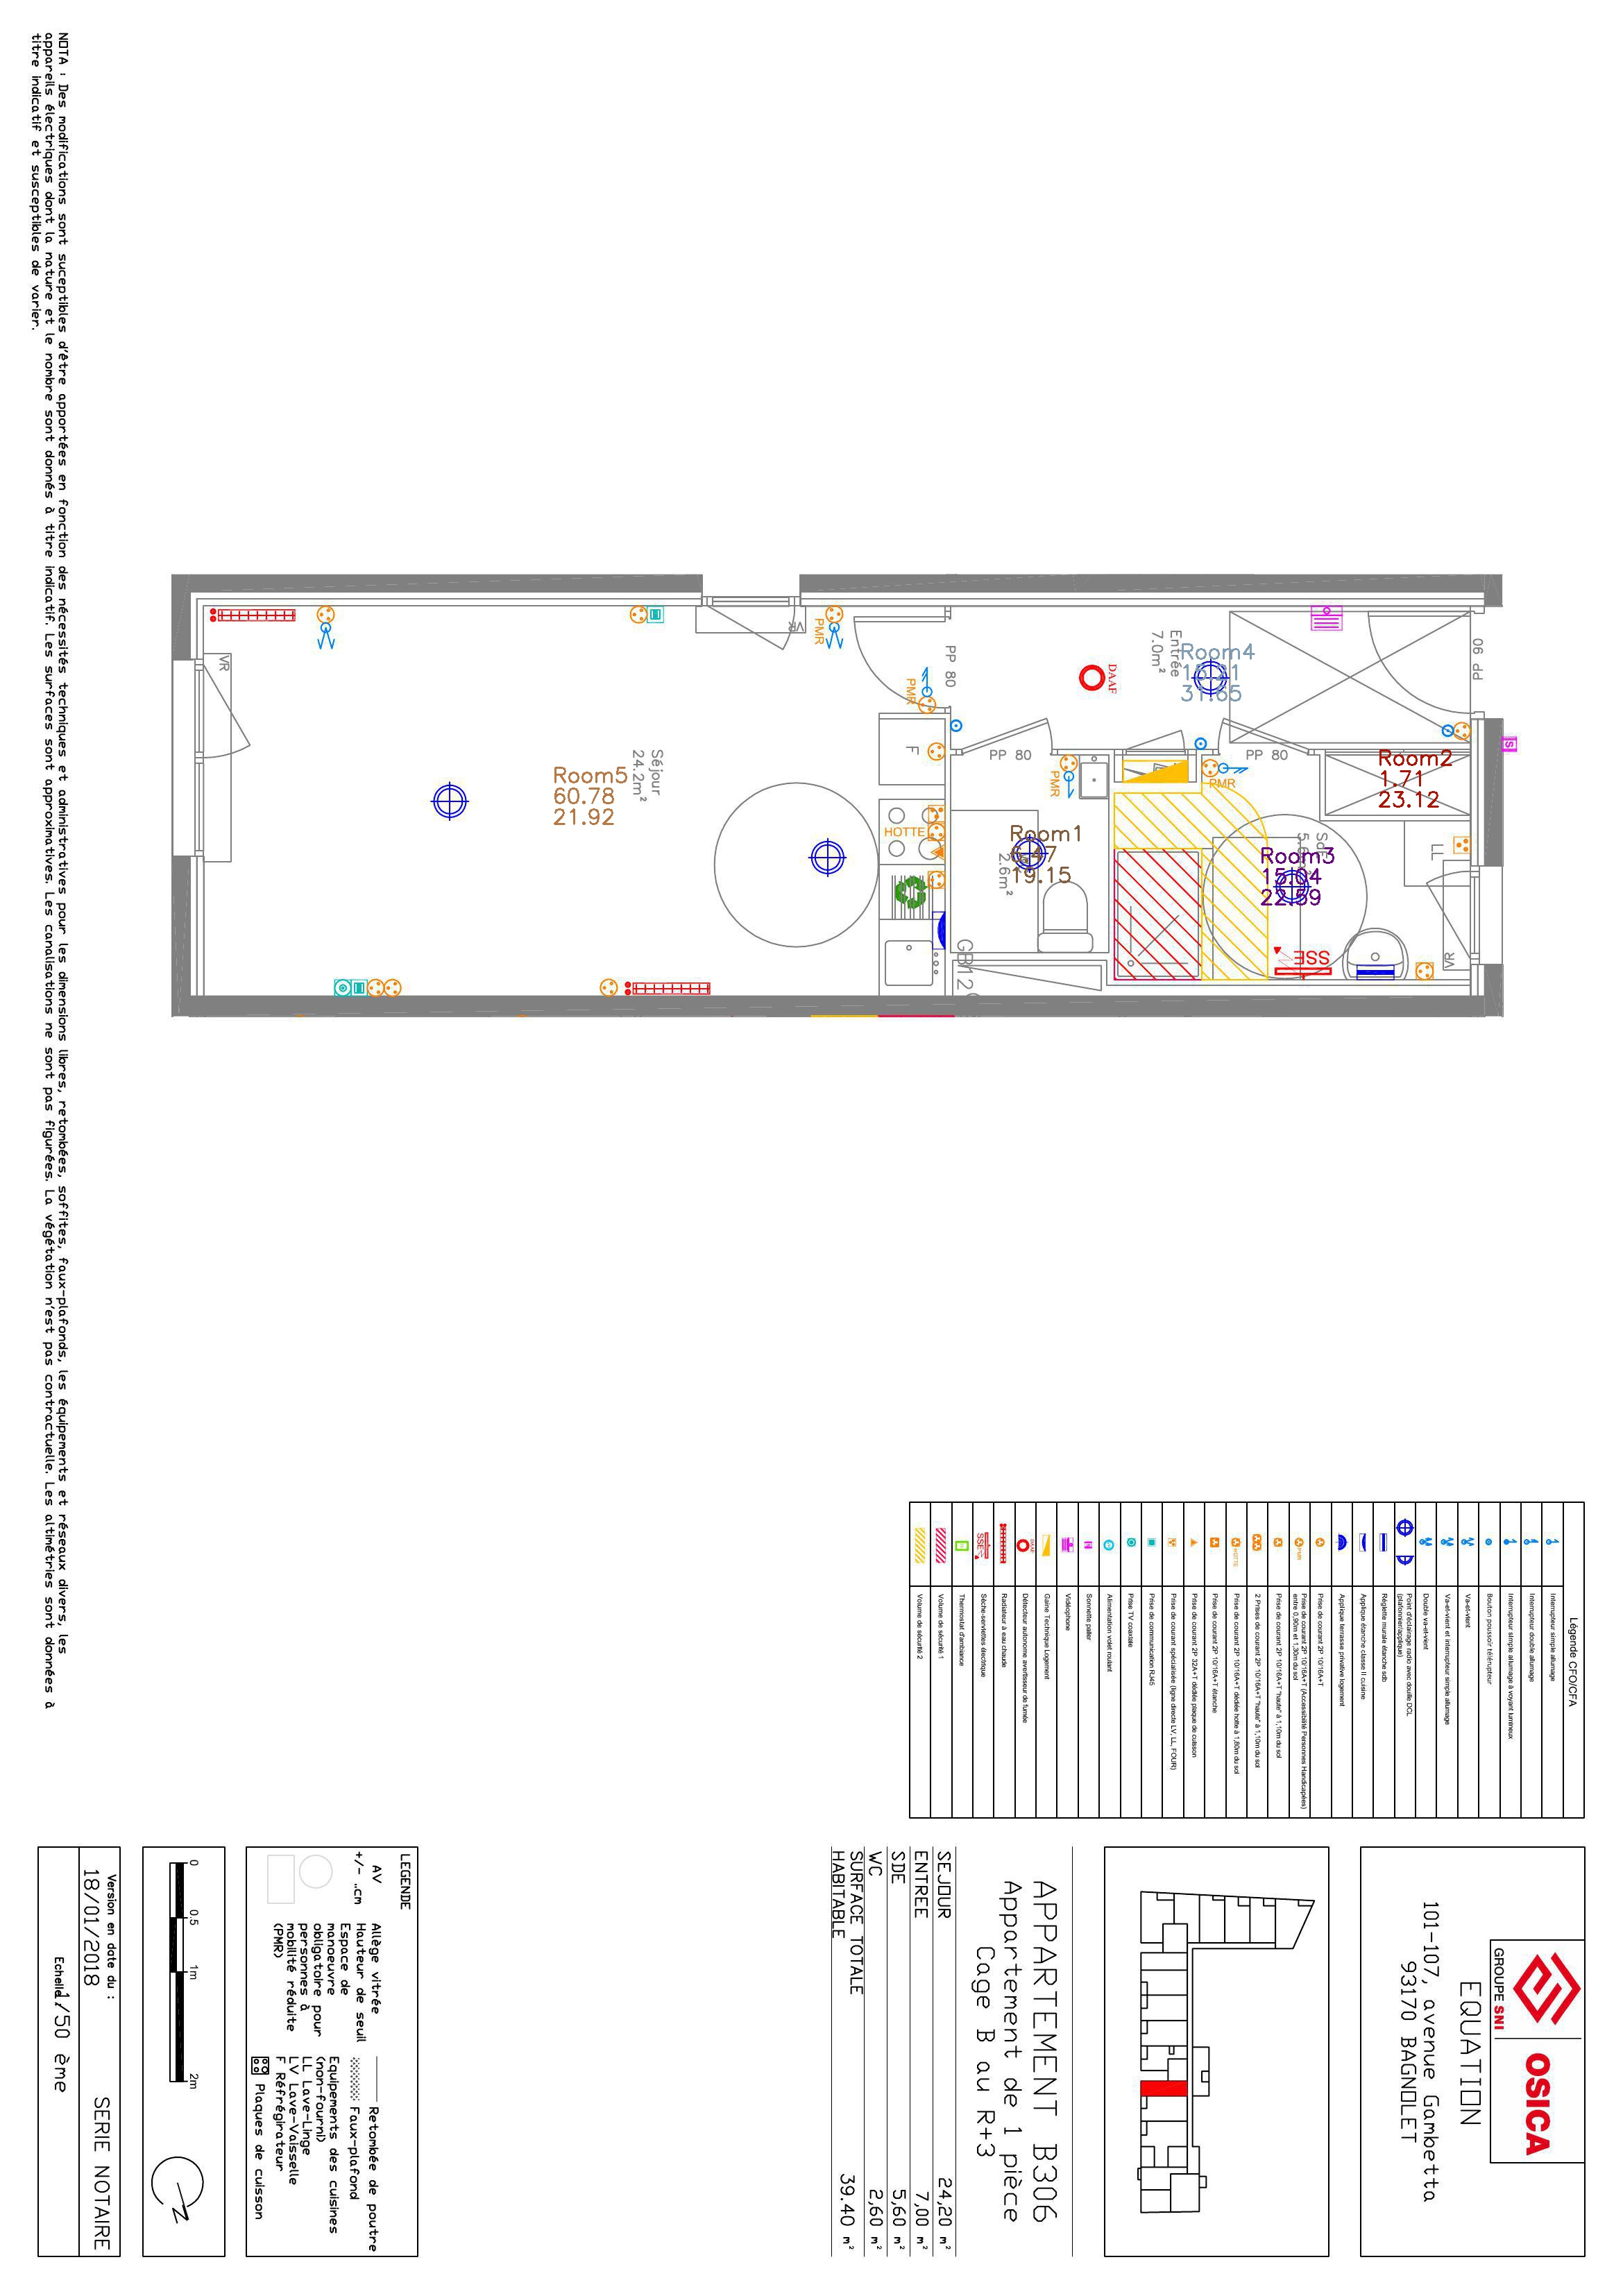 NOTA : Des modifications sont suceptibles d'être apportées en fonction des nécessités techniques et administratives pour les dimensions libres, retombées, soffites, faux-plafonds, les équipements et réseaux divers, les
appareils électriques dont la nature et le nombre sont donnés à titre indicatif. Les surfaces sont approximatives. Les canalisations ne sont pas figurées. La végétation n'est pas contractuelle. Les altimétries sont données à
titre indicatif et susceptibles de varier.
VR
PMR
VR
PP 80
DAAF
Entrée
7.0m²
Room4
31.65
PP 90
PMR
F
PP 80
PMR
PP 80
PMR
S
Room2
1.71
23.12
Séjour
24.2m²
Room5
60.78
21.92
HOTTE
Room1
19.15
2.6m²
Room3
15.04
22.59
LL
SSE
VR
Légende CFO/CFA
Interrupteur simple allumage
Interrupteur double allumage
Interrupteur simple allumage à voyant lumineux
Bouton poussoir télérupteur
Va-et-vient
Va-et-vient et interrupteur simple allumage
Double va-et-vient
Point d'éclairage radio avec douille DCL
(plafonnier/applique)
Réglette murale étanche sdb
Applique étanche classe II cuisine
Applique terrasse privative logement
Prise de courant 2P 10/16A+T
PMR
Prise de courant 2P 10/16A+T (Accessibilité Personnes Handicapées)
entre 0,90m et 1,30m du sol
Prise de courant 2P 10/16A+T "haute" à 1,10m du sol
2 Prises de courant 2P 10/16A+T "haute" à 1,10m du sol
HOTTE
Prise de courant 2P 10/16A+T dédiée hotte à 1,80m du sol
Prise de courant 2P 10/16A+T étanche
Prise de courant 2P 32A+T dédiée plaque de cuisson
Prise de courant spécialisée (ligne directe LV, LL, FOUR)
Prise de communication RJ45
Prise TV coaxiale
Alimentation volet roulant
Sonnette palier
Vidéophone
Gaine Technique Logement
DAAF
Détecteur autonome avertisseur de fumée
Radiateur à eau chaude
SSE
Sèche-serviettes électrique
Thermostat d'ambiance
Volume de sécurité 1
Volume de sécurité 2
GROUPE SNI
OSICA
EQUATION
101-107, avenue Gambetta
93170 BAGNOLET
APPARTEMENT B306
Appartement de 1 pièce
Cage B au R+3
SEJOUR 24,20 m²
ENTREE 7,00 m²
SDE 5,60 m²
WC 2,60 m²
SURFACE TOTALE
HABITABLE 39.40 m²
LEGENDE
AV Allège vitrée
+/- ..cm Hauteur de seuil
Espace de
manoeuvre
obligatoire pour
personnes à
mobilité réduite
(PMR)
Retombée de poutre
Faux-plafond
Equipements des cuisines
(non-fourni)
LL Lave-Linge
LV Lave-Vaisselle
F Réfrigérateur
Plaques de cuisson
0 0.5 1m 2m
N
Version en date du :
18/01/2018
SERIE NOTAIRE
Echelle 1/50 ème